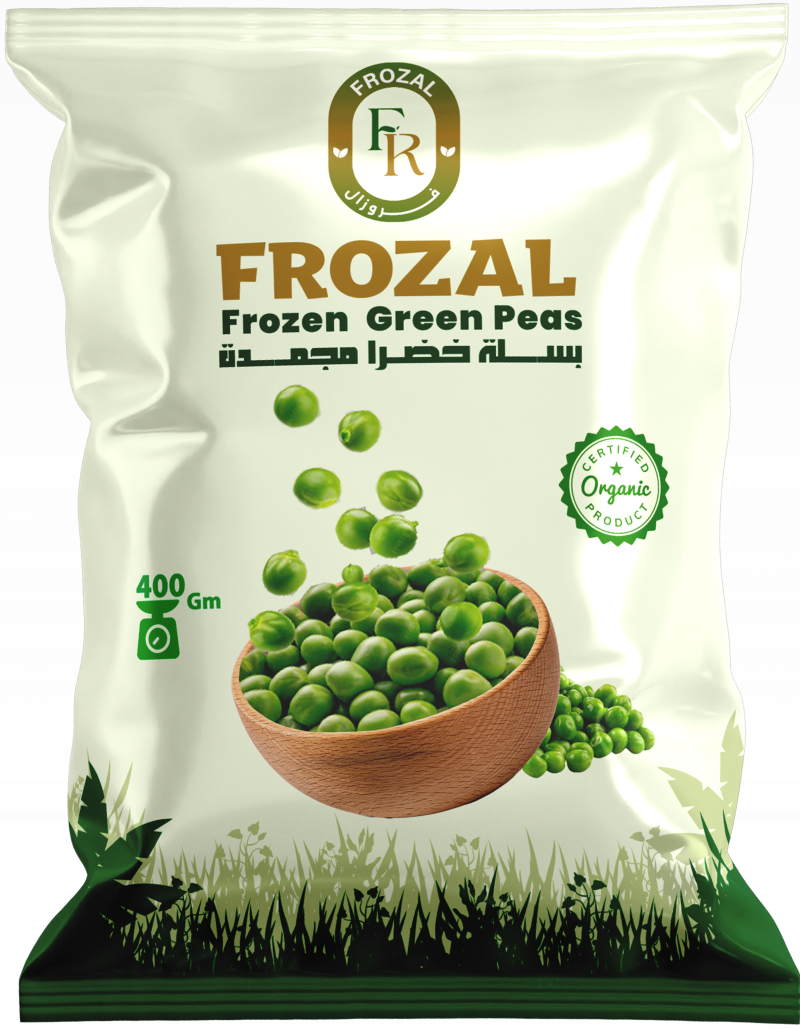 FROZAL
FR
فروزال
FROZAL
Frozen Green Peas
بسلة خضرا مجمدة
CERTIFIED
Organic
PRODUCT
400 Gm